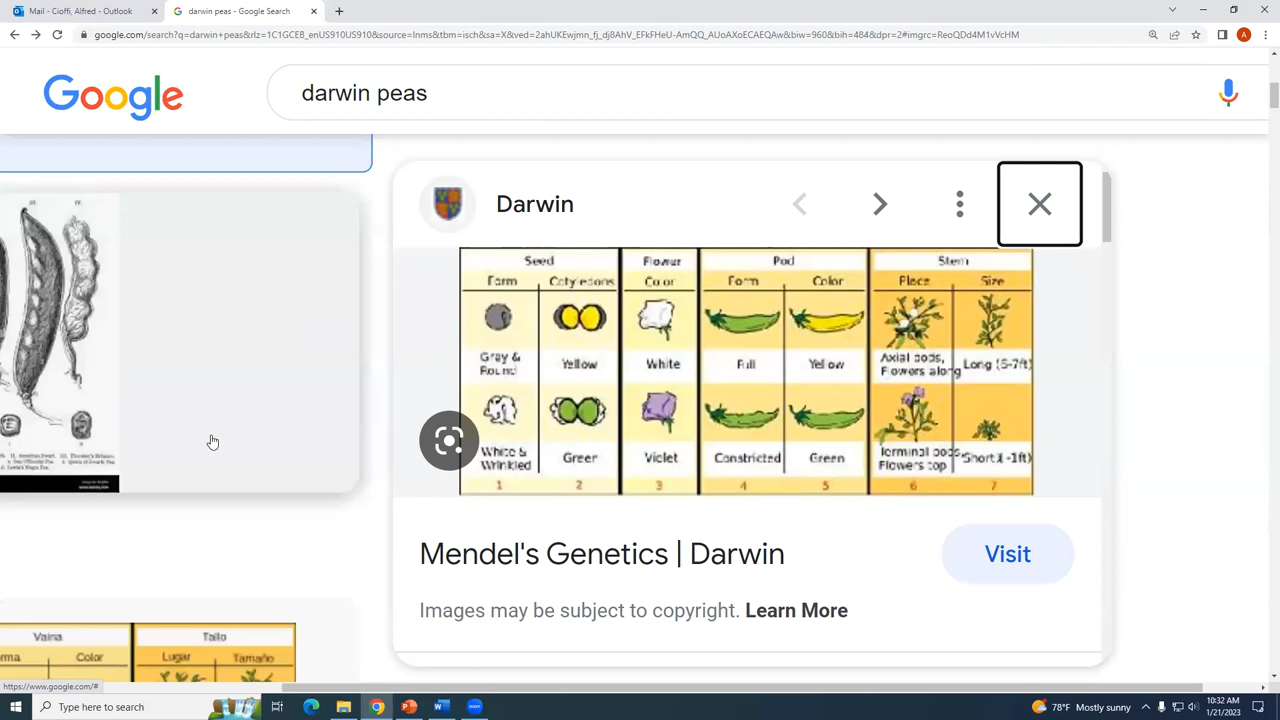 Mail - Cioffi, Alfred - Outlook
darwin peas - Google Search
google.com/search?q=darwin+peas&rlz=1C1GCEB_enUS910US910&source=lnms&tbm=isch&sa=X&ved=2ahUKEwjmn_fj_dj8AhV_EFkFHeU-AmQQ_AUoAXoECAEQAw&biw=960&bih=484&dpr=2#imgrc=ReoQDd4M1vVcHM
A
Google
darwin peas
Darwin
Seed Flower Pod Stem
Form Cotyledons Color Form Color Place Size
Gray & Round Yellow White Full Yellow Axial pods, Flowers along Long (6-7ft)
White & Wrinkled Green Violet Constricted Green Terminal pods, Flowers top Short
1 2 3 4 5 6 7
III. IV.
Mendel's Genetics | Darwin
Visit
Images may be subject to copyright. Learn More
Vaina Tallo
Color Lugar Tamaño
https://www.google.com/#
Type here to search
78°F Mostly sunny
10:32 AM
1/21/2023